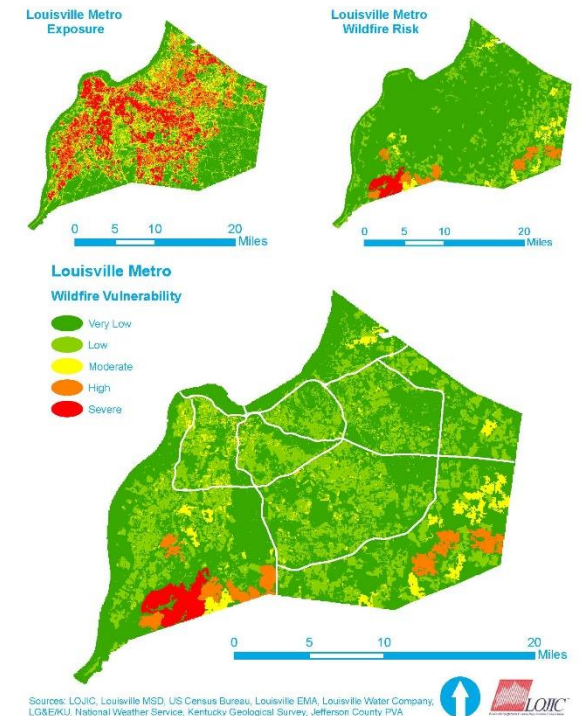 Louisville Metro
Exposure
0 5 10 20
Miles
Louisville Metro
Wildfire Risk
0 5 10 20
Miles
Louisville Metro
Wildfire Vulnerability
Very Low
Low
Moderate
High
Severe
0 5 10 20
Miles
Sources: LOJIC, Louisville MSD, US Census Bureau, Louisville EMA, Louisville Water Company,
LG&E/KU, National Weather Service, Kentucky Geological Survey, Jefferson County PVA
LOJIC